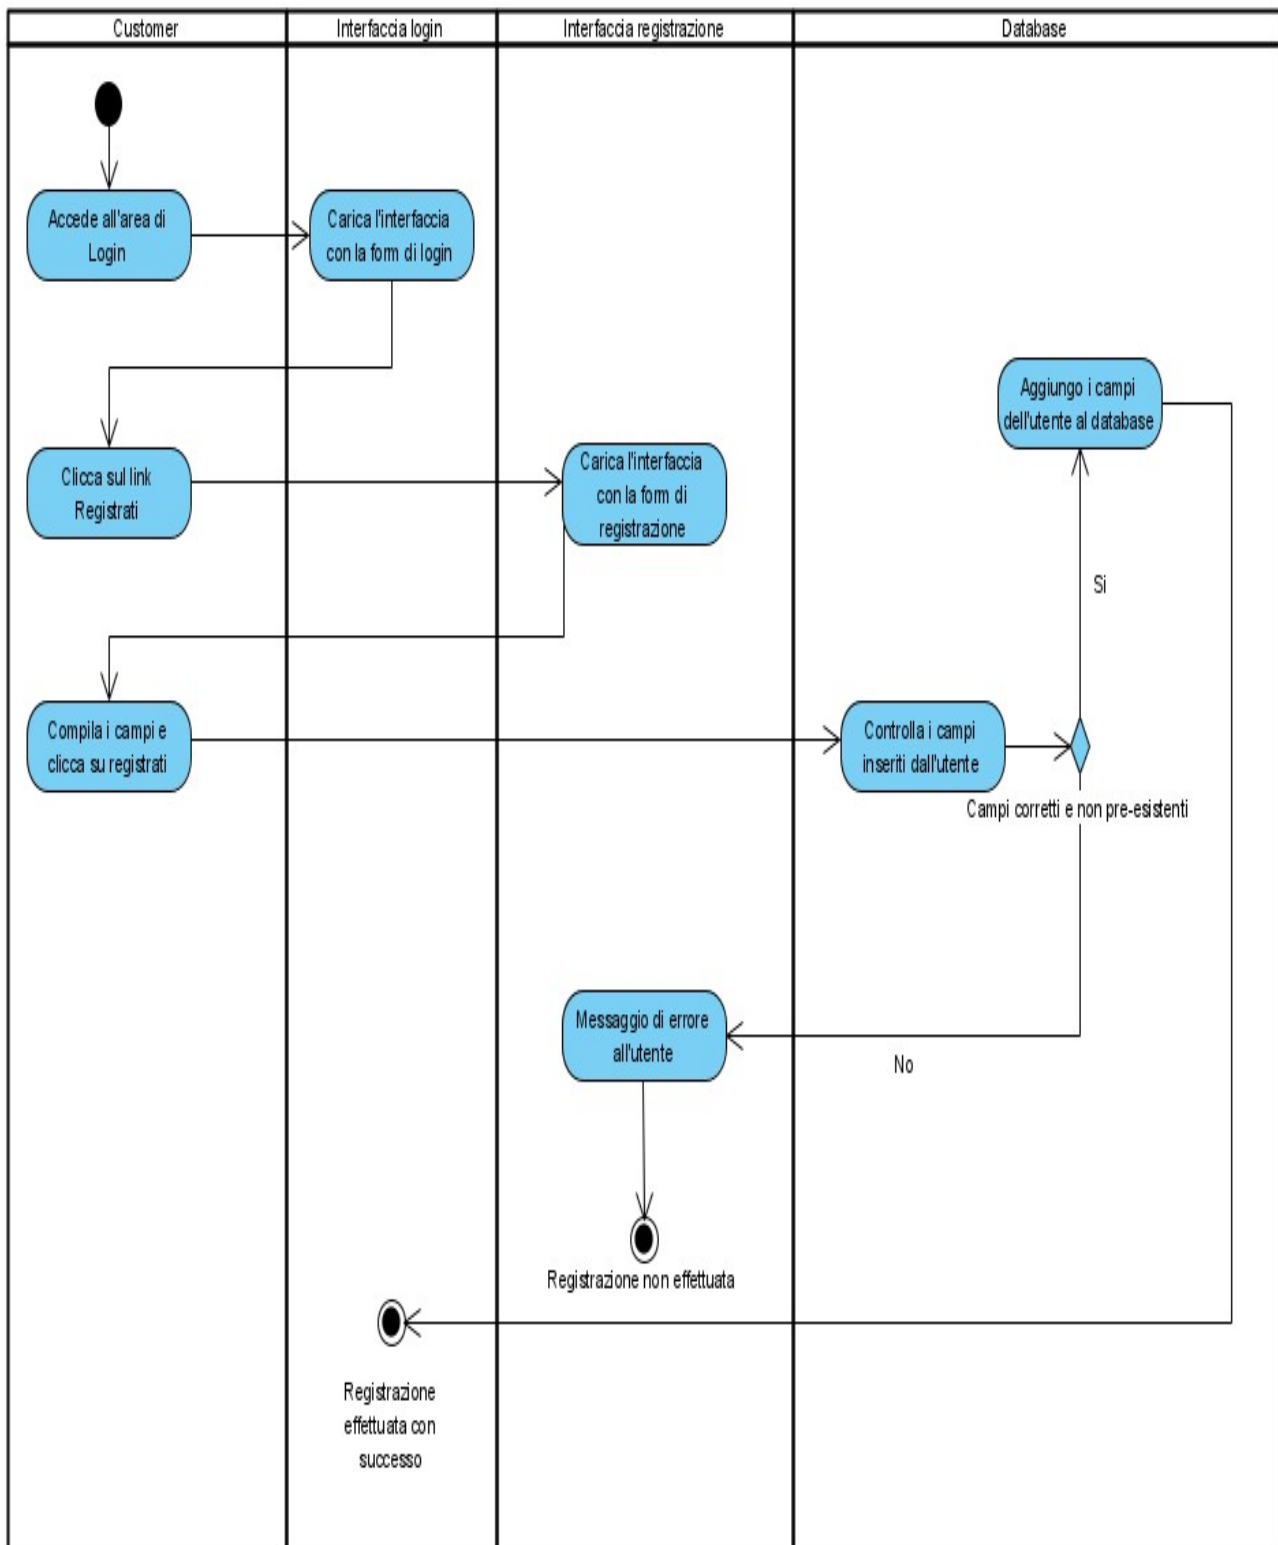 Customer
Interfaccia login
Interfaccia registrazione
Database
Accede all'area di
Login
Carica l'interfaccia
con la form di login
Aggiungo i campi
dell'utente al database
Clicca sul link
Registrati
Carica l'interfaccia
con la form di
registrazione
Si
Compila i campi e
clicca su registrati
Controlla i campi
inseriti dall'utente
Campi corretti e non pre-esistenti
Messaggio di errore
all'utente
No
Registrazione non effettuata
Registrazione
effettuata con
successo